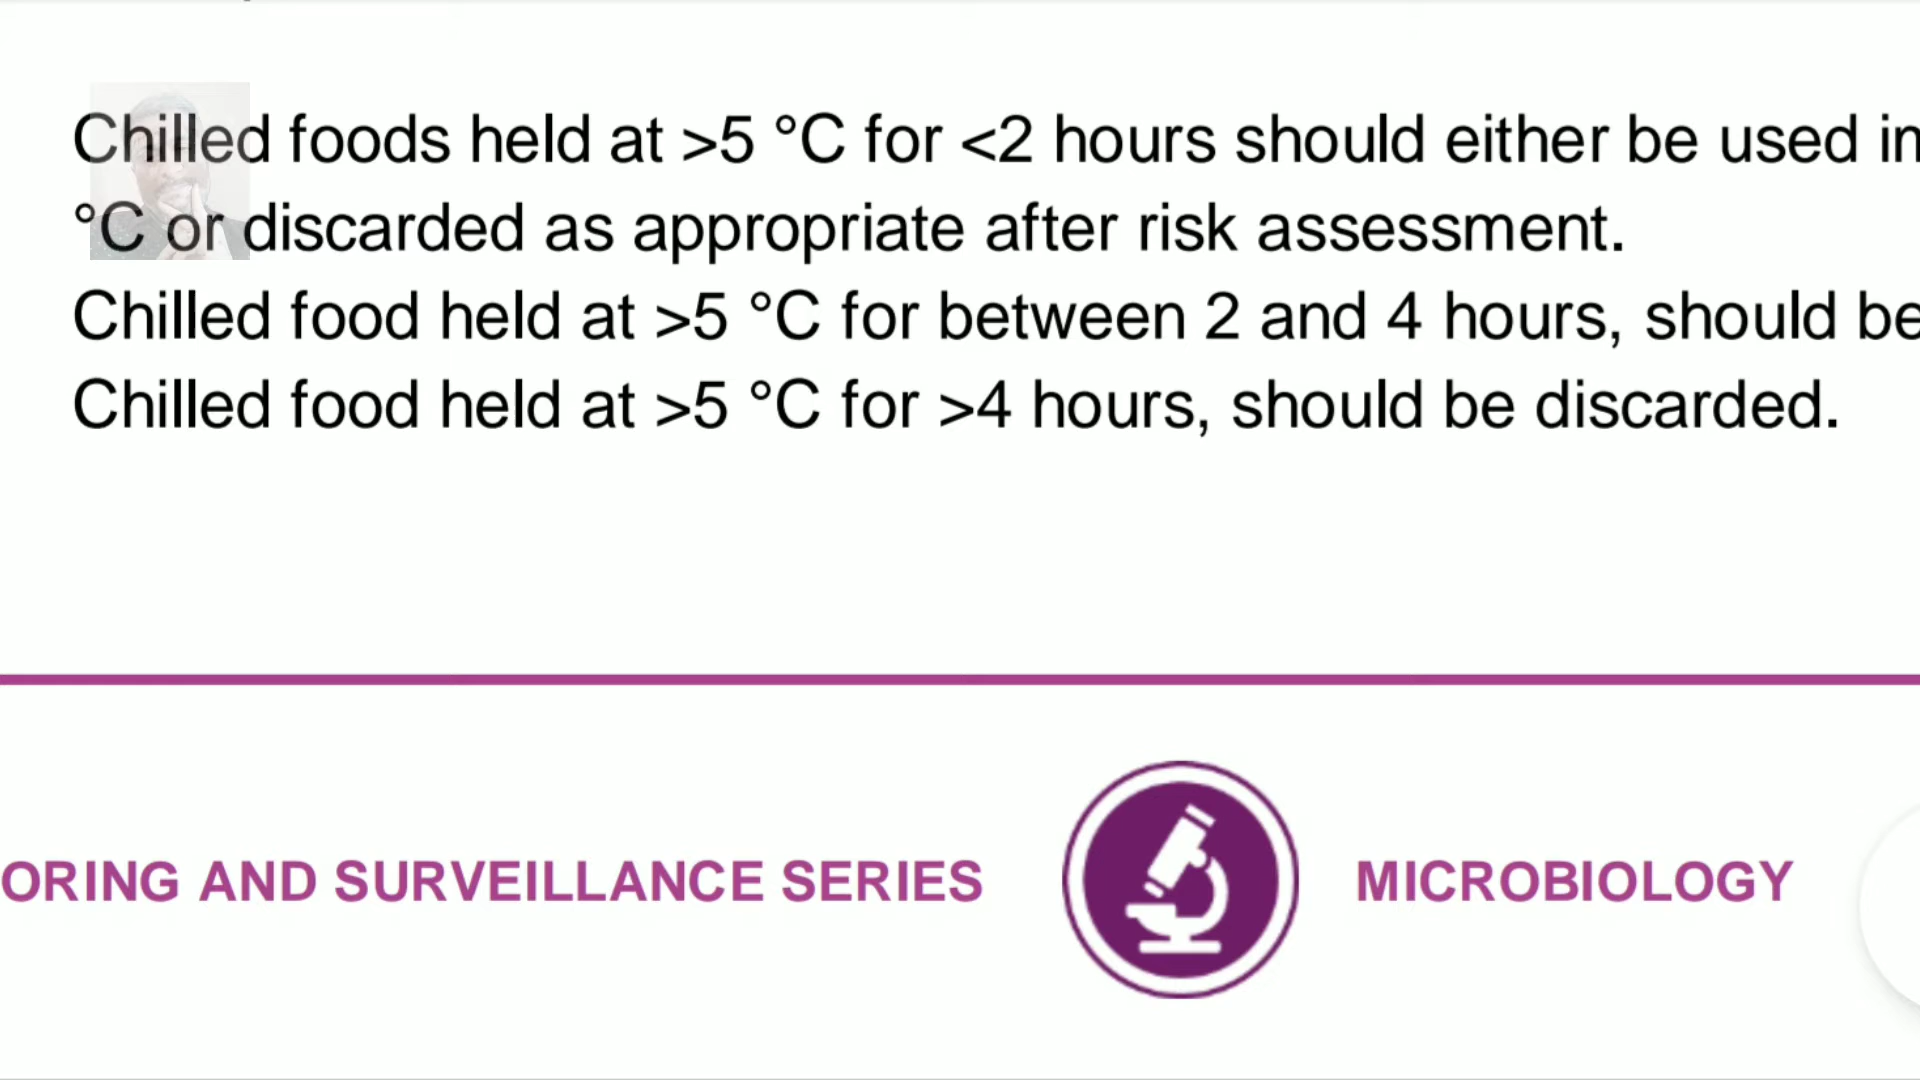 Chilled foods held at >5 °C for <2 hours should either be used
°C or discarded as appropriate after risk assessment.
Chilled food held at >5 °C for between 2 and 4 hours, should be
Chilled food held at >5 °C for >4 hours, should be discarded.
ORING AND SURVEILLANCE SERIES
MICROBIOLOGY